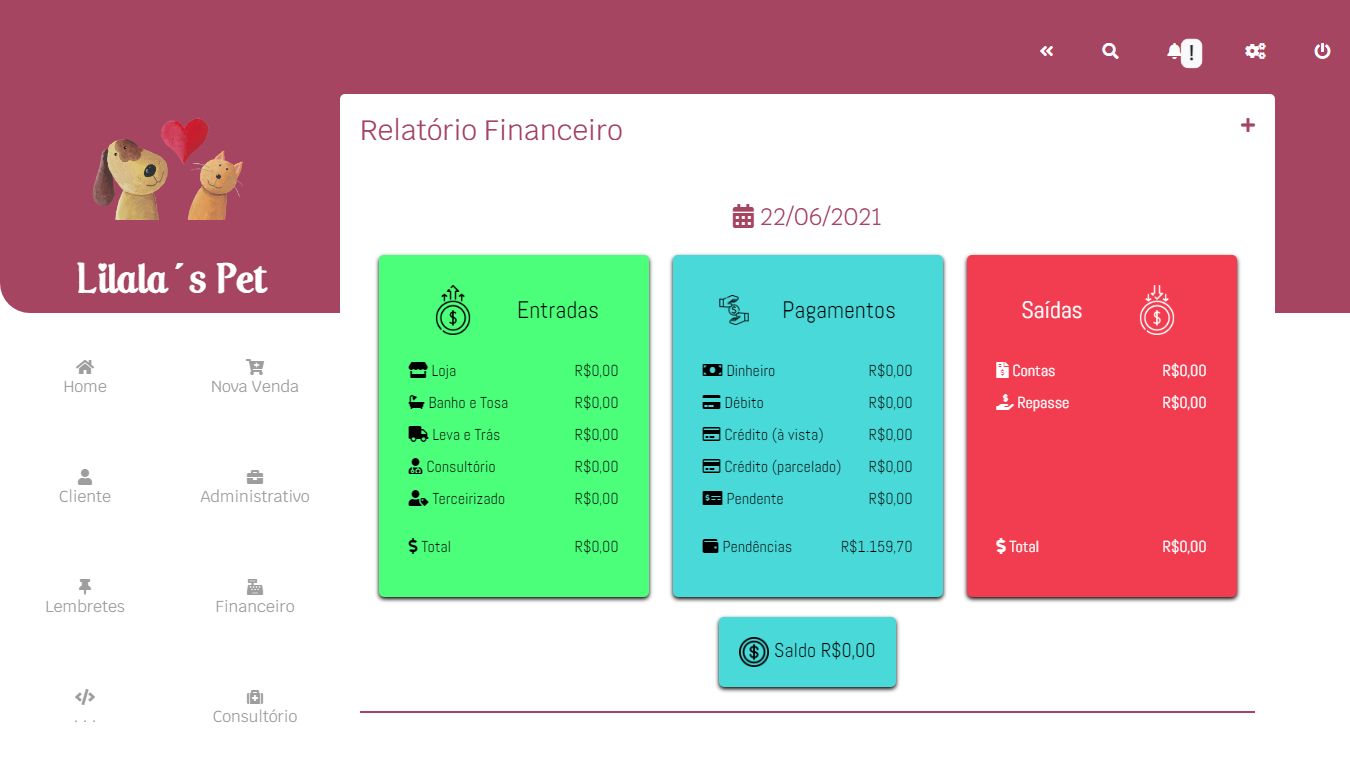 !
Relatório Financeiro
22/06/2021
Lilala´s Pet
Home
Nova Venda
Cliente
Administrativo
Lembretes
Financeiro
. . .
Consultório
Entradas
Loja R$0,00
Banho e Tosa R$0,00
Leva e Trás R$0,00
Consultório R$0,00
Terceirizado R$0,00
Total R$0,00
Pagamentos
Dinheiro R$0,00
Débito R$0,00
Crédito (à vista) R$0,00
Crédito (parcelado) R$0,00
Pendente R$0,00
Pendências R$1.159,70
Saídas
Contas R$0,00
Repasse R$0,00
Total R$0,00
Saldo R$0,00